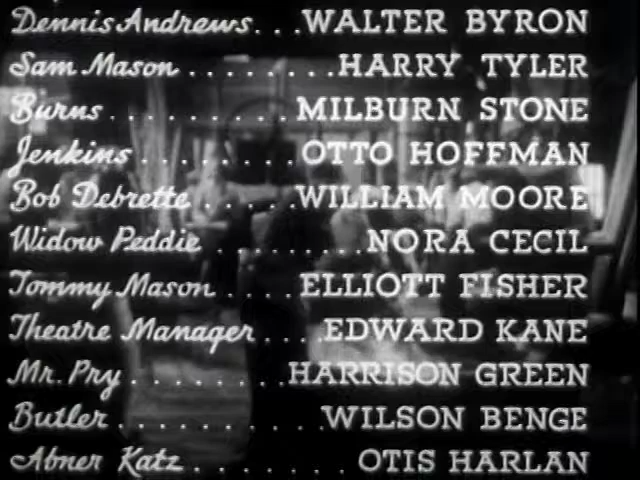 Dennis Andrews. . .WALTER BYRON
Sam Mason . . . . . . . .HARRY TYLER
Burns . . . . . . . . . . MILBURN STONE
Jenkins . . . . . . . .OTTO HOFFMAN
Bob Debrette . . . . .WILLIAM MOORE
Widow Peddie . . . . . . . . .NORA CECIL
Tommy Mason . . . . ELLIOTT FISHER
Theatre Manager. . . .EDWARD KANE
Mr. Pry . . . . . . . . .HARRISON GREEN
Butler . . . . . . . . . . . WILSON BENGE
Abner Katz . . . . . . . OTIS HARLAN